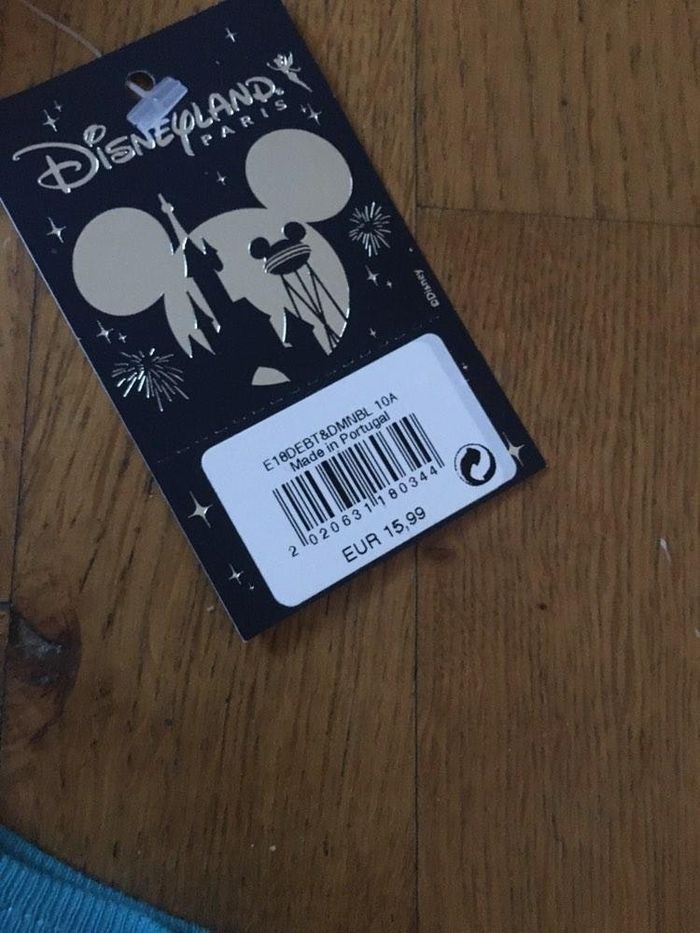 Disneyland
PARIS
©Disney
E18DEBT&DMNBL 10A
Made in Portugal
2 020631 180344
EUR 15,99